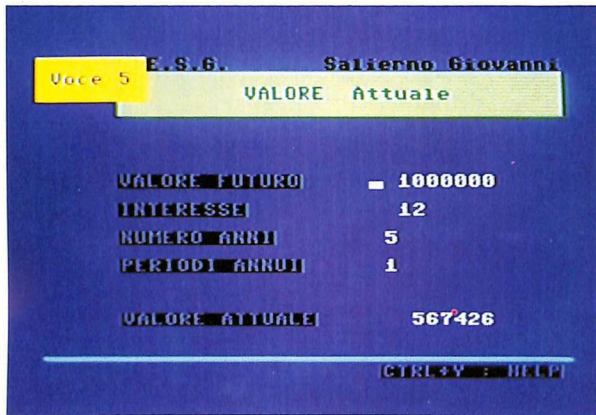 E.S.G. Salierno Giovanni
Voce 5
VALORE Attuale
VALORE FUTURO 1000000
INTERESSE 12
NUMERO ANNI 5
PERIODI ANNUI 1
VALORE ATTUALE 567426
CTRL+Y : HELP